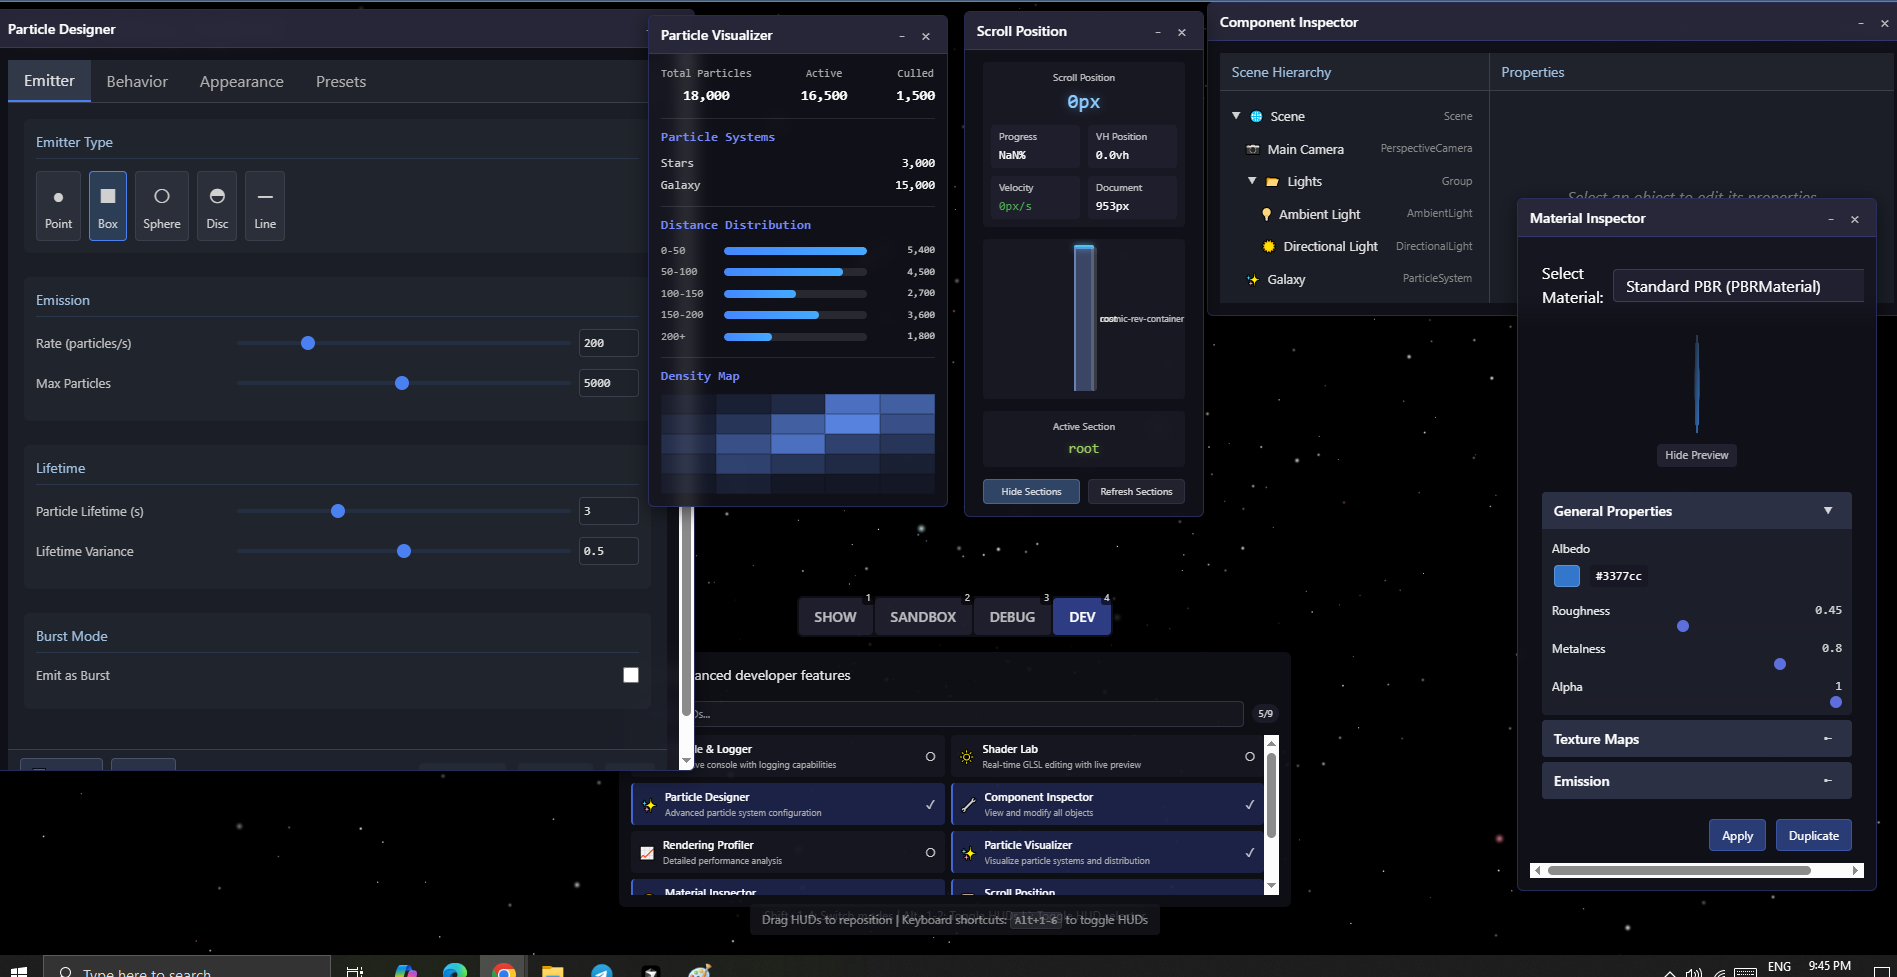 Particle Designer
Emitter
Behavior
Appearance
Presets
Emitter Type
Point
Box
Sphere
Disc
Line
Emission
Rate (particles/s)
200
Max Particles
5000
Lifetime
Particle Lifetime (s)
3
Lifetime Variance
0.5
Burst Mode
Emit as Burst
Particle Visualizer
Total Particles
Active
Culled
18,000
16,500
1,500
Particle Systems
Stars
3,000
Galaxy
15,000
Distance Distribution
0-50
5,400
50-100
4,500
100-150
2,700
150-200
3,600
200+
1,800
Density Map
Scroll Position
Scroll Position
0px
Progress
VH Position
NaN%
0.0vh
Velocity
Document
0px/s
953px
Active Section
root
Hide Sections
Refresh Sections
Component Inspector
Scene Hierarchy
Properties
Scene
Scene
Main Camera
PerspectiveCamera
Lights
Group
Ambient Light
AmbientLight
Directional Light
DirectionalLight
Galaxy
ParticleSystem
Select an object to edit its properties
Material Inspector
Select
Material:
Standard PBR (PBRMaterial)
Hide Preview
General Properties
Albedo
#3377cc
Roughness
0.45
Metalness
0.8
Alpha
1
Texture Maps
Emission
Apply
Duplicate
SHOW
1
SANDBOX
2
DEBUG
3
DEV
4
anced developer features
5/9
le & Logger
ve console with logging capabilities
Shader Lab
Real-time GLSL editing with live preview
Particle Designer
Advanced particle system configuration
Component Inspector
View and modify all objects
Rendering Profiler
Detailed performance analysis
Particle Visualizer
Visualize particle systems and distribution
Material Inspector
Scroll Position
Drag HUDs to reposition | Keyboard shortcuts: Alt+1-6 to toggle HUDs
Type here to search
ENG
9:45 PM